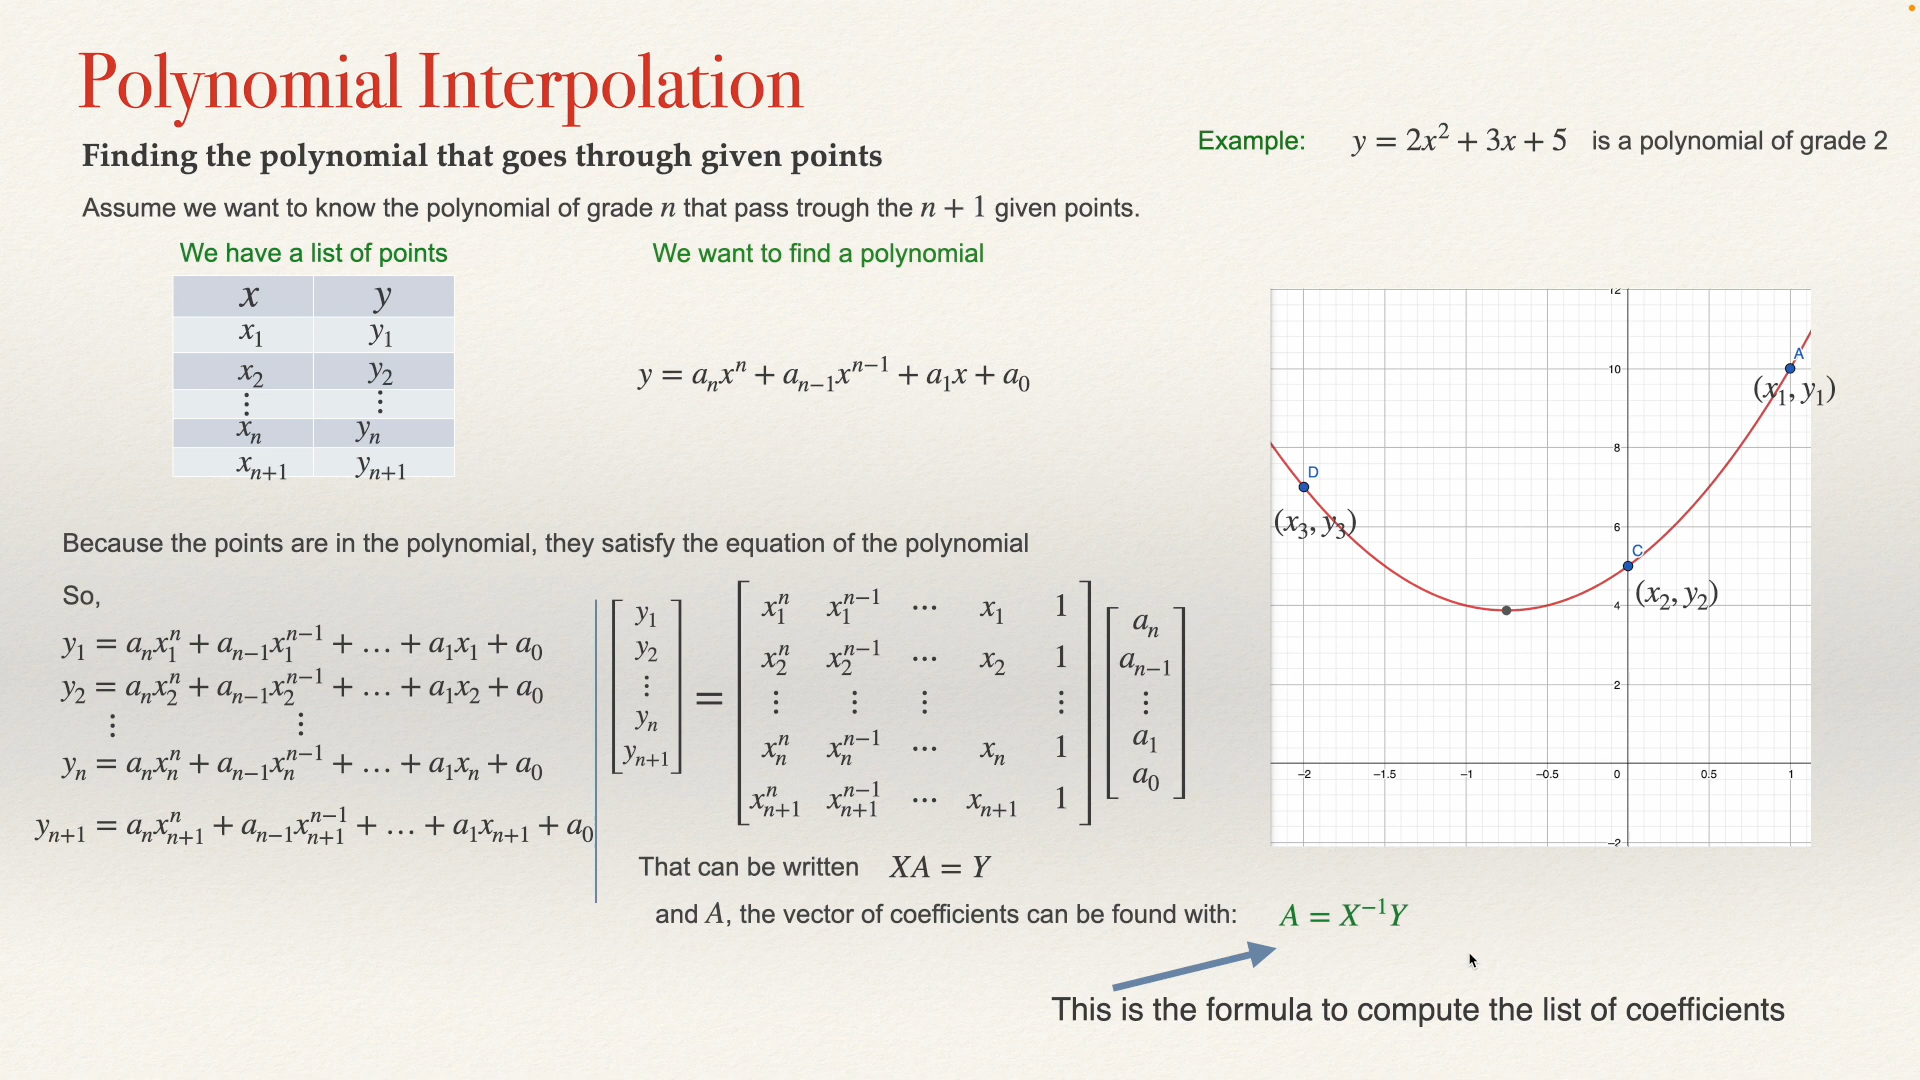 Polynomial Interpolation
Finding the polynomial that goes through given points
Example: y = 2x² + 3x + 5 is a polynomial of grade 2
Assume we want to know the polynomial of grade n that pass trough the n + 1 given points.
We have a list of points
x y
x₁ y₁
x₂ y₂
⋮ ⋮
xₙ yₙ
xₙ₊₁ yₙ₊₁
We want to find a polynomial
y = aₙxⁿ + aₙ₋₁xⁿ⁻¹ + a₁x + a₀
Because the points are in the polynomial, they satisfy the equation of the polynomial
So,
y₁ = aₙx₁ⁿ + aₙ₋₁x₁ⁿ⁻¹ + … + a₁x₁ + a₀
y₂ = aₙx₂ⁿ + aₙ₋₁x₂ⁿ⁻¹ + … + a₁x₂ + a₀
⋮ ⋮
yₙ = aₙxₙⁿ + aₙ₋₁xₙⁿ⁻¹ + … + a₁xₙ + a₀
yₙ₊₁ = aₙxₙ₊₁ⁿ + aₙ₋₁xₙ₊₁ⁿ⁻¹ + … + a₁xₙ₊₁ + a₀
y₁
y₂
⋮
yₙ
yₙ₊₁
=
x₁ⁿ x₁ⁿ⁻¹ ⋯ x₁ 1
x₂ⁿ x₂ⁿ⁻¹ ⋯ x₂ 1
⋮ ⋮ ⋮ ⋮
xₙⁿ xₙⁿ⁻¹ ⋯ xₙ 1
xₙ₊₁ⁿ xₙ₊₁ⁿ⁻¹ ⋯ xₙ₊₁ 1
aₙ
aₙ₋₁
⋮
a₁
a₀
That can be written XA = Y
and A, the vector of coefficients can be found with: A = X⁻¹Y
This is the formula to compute the list of coefficients
12
A
10
(x₁, y₁)
8
D
(x₃, y₃)
6
C
(x₂, y₂)
4
2
−2 −1.5 −1 −0.5 0 0.5 1
−2